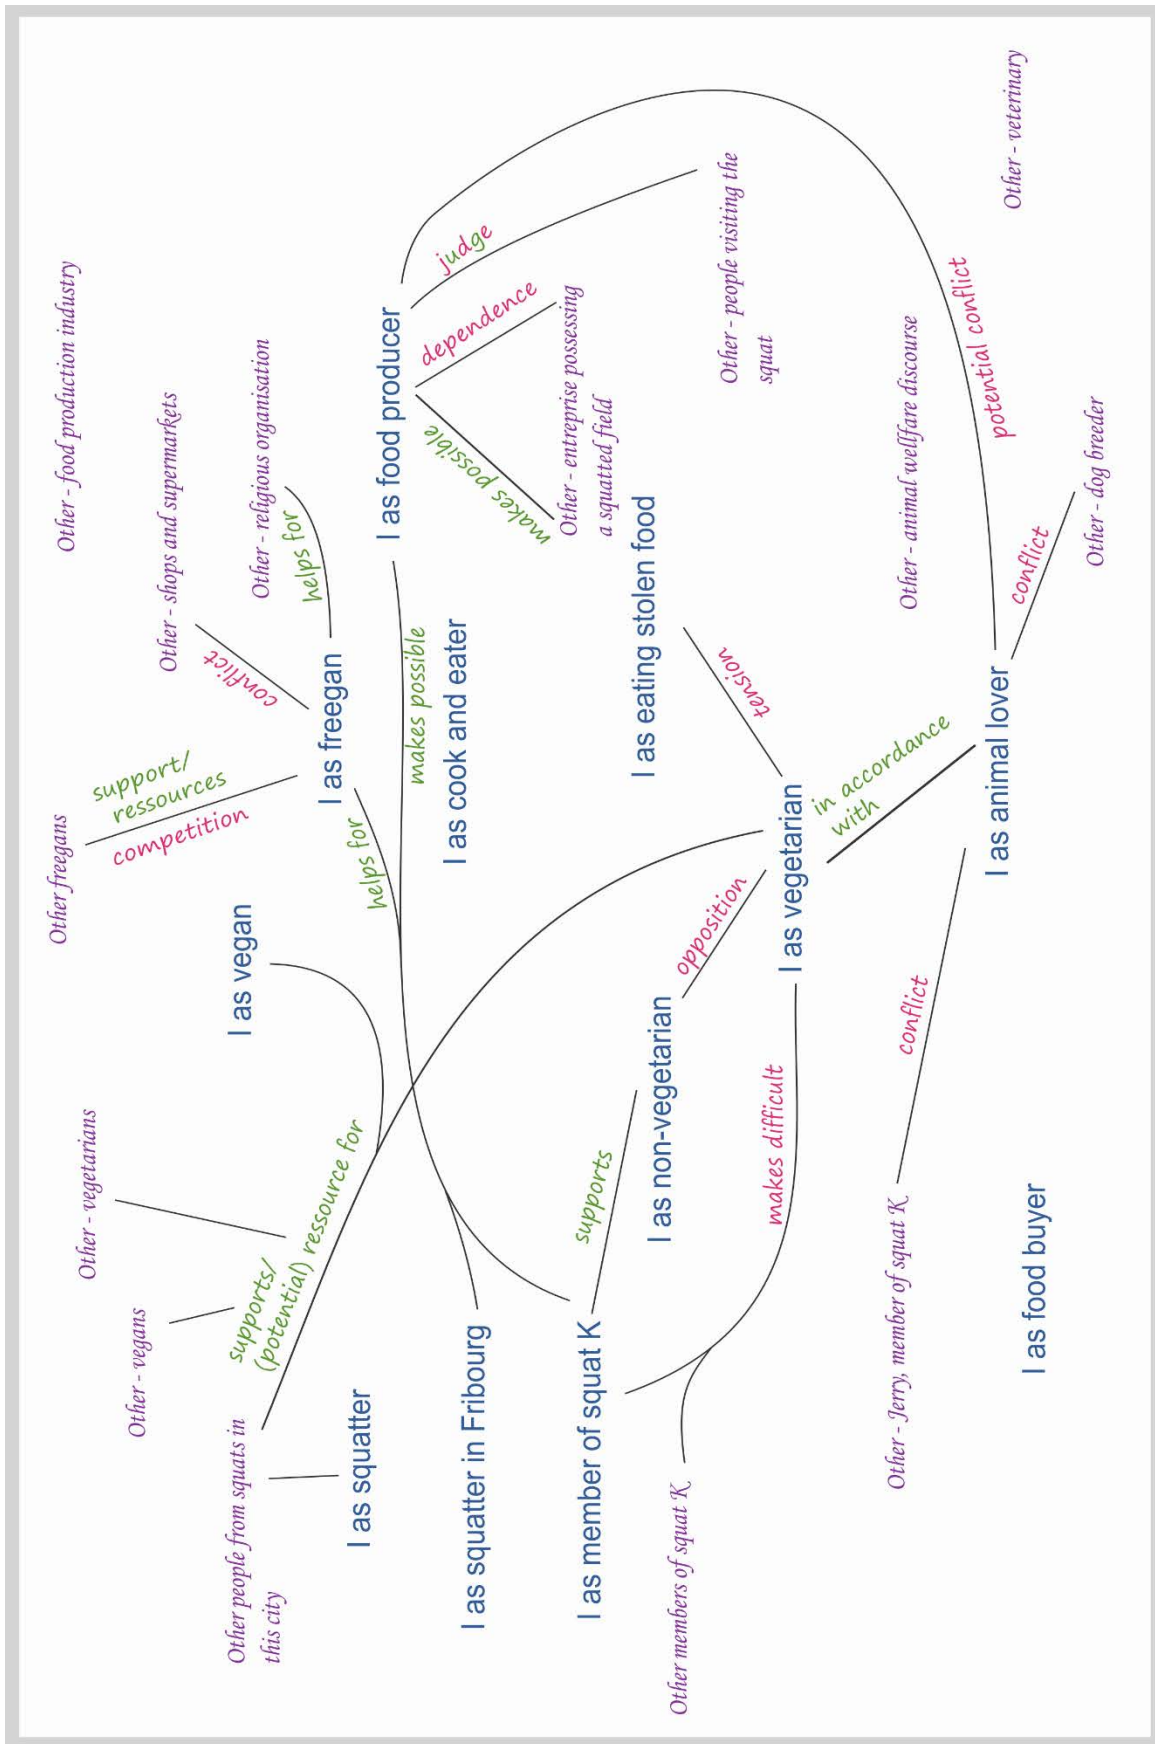 Other - food production industry
Other - shops and supermarkets
Other - religious organisation
helps for
conflict
Other freegans
support/
ressources
competition
I as freegan
helps for
I as vegan
Other - vegetarians
Other - vegans
supports/
(potential) ressource for
Other people from squats in
this city
I as squatter
I as squatter in Fribourg
I as member of squat K
Other members of squat K
supports
I as non-vegetarian
opposition
makes difficult
I as food producer
makes possible
I as cook and eater
judge
dependence
makes possible
Other - entreprise possessing
a squatted field
Other - people visiting the
squat
I as eating stolen food
tension
I as vegetarian
in accordance
with
Other - animal wellfare discourse
potential conflict
Other - veterinary
I as animal lover
conflict
Other - dog breeder
conflict
Other - Jerry, member of squat K
I as food buyer